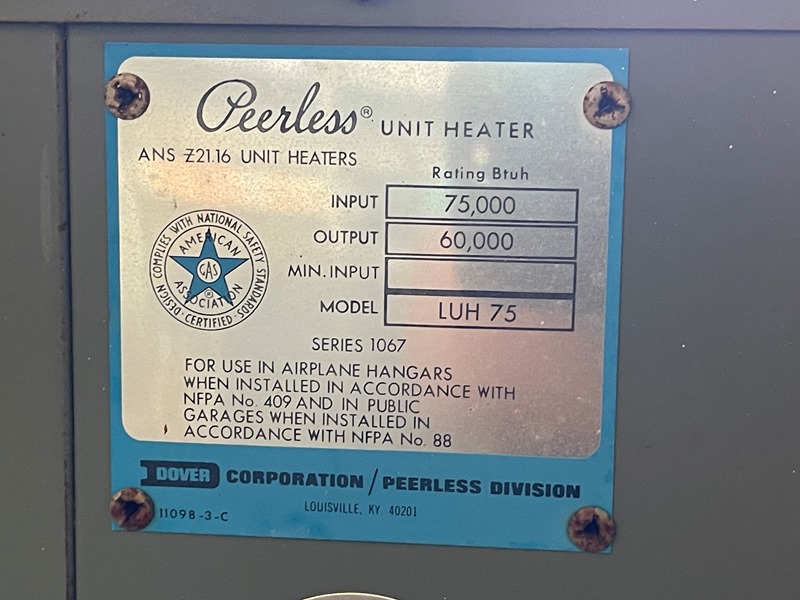 Peerless® UNIT HEATER
ANS Z21.16 UNIT HEATERS
Rating Btuh
INPUT 75,000
OUTPUT 60,000
MIN. INPUT
MODEL LUH 75
DESIGN COMPLIES WITH NATIONAL SAFETY STANDARDS
· CERTIFIED ·
AMERICAN
GAS
®
ASSOCIATION
SERIES 1067
FOR USE IN AIRPLANE HANGARS
WHEN INSTALLED IN ACCORDANCE WITH
NFPA No. 409 AND IN PUBLIC
GARAGES WHEN INSTALLED IN
ACCORDANCE WITH NFPA No. 88
DOVER CORPORATION / PEERLESS DIVISION
LOUISVILLE, KY 40201
11098-3-C